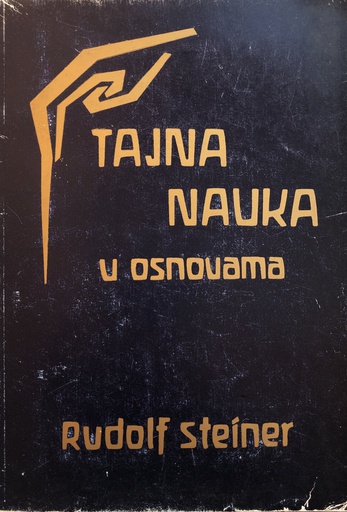 TAJNA
NAUKA
u osnovama
Rudolf Steiner